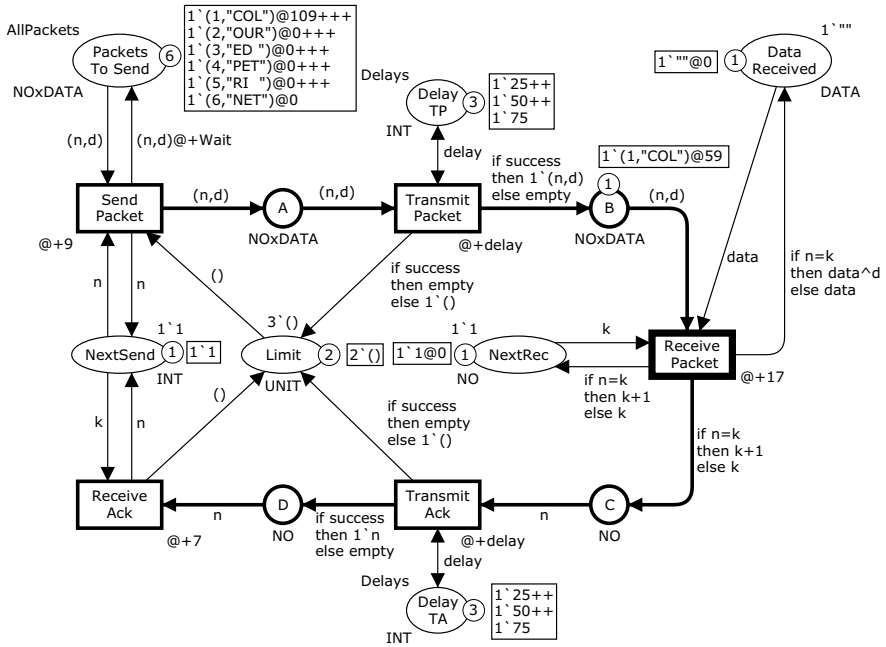 AllPackets
Packets
To Send
6
1`(1,"COL")@109+++
1`(2,"OUR")@0+++
1`(3,"ED ")@0+++
1`(4,"PET")@0+++
1`(5,"RI  ")@0+++
1`(6,"NET")@0
NOxDATA
Delays
Delay
TP
3
1`25++
1`50++
1`75
INT
1`""
1`""@0
1
Data
Received
DATA
(n,d)
(n,d)@+Wait
delay
if success
then 1`(n,d)
else empty
1`(1,"COL")@59
1
Send
Packet
@+9
(n,d)
A
NOxDATA
(n,d)
Transmit
Packet
@+delay
B
NOxDATA
(n,d)
data
if n=k
then data^d
else data
n
n
()
if success
then empty
else 1`()
1`1
NextSend
1
1`1
INT
3`()
Limit
2
2`()
UNIT
1`1@0
1
1`1
NextRec
NO
k
if n=k
then k+1
else k
Receive
Packet
@+17
k
n
()
if success
then empty
else 1`()
if n=k
then k+1
else k
Receive
Ack
@+7
n
D
NO
if success
then 1`n
else empty
Transmit
Ack
@+delay
n
C
NO
delay
Delays
Delay
TA
3
1`25++
1`50++
1`75
INT